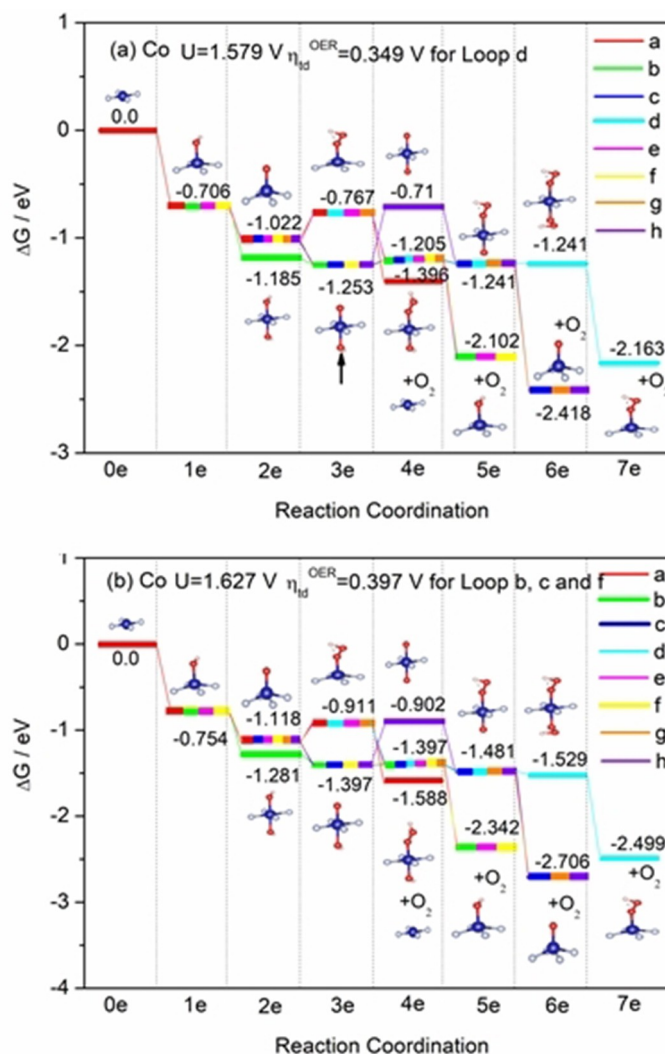 (a) Co U=1.579 V η_td^OER=0.349 V for Loop d
a
b
c
d
e
f
g
h
ΔG / eV
1
0
-1
-2
-3
0.0
-0.706
-1.022
-1.185
-0.767
-1.253
-0.71
-1.205
-1.396
+O2
-1.241
-2.102
+O2
-1.241
+O2
-2.418
-2.163
+O2
0e 1e 2e 3e 4e 5e 6e 7e
Reaction Coordination
(b) Co U=1.627 V η_td^OER=0.397 V for Loop b, c and f
a
b
c
d
e
f
g
h
ΔG / eV
1
0
-1
-2
-3
-4
0.0
-0.754
-1.118
-1.281
-0.911
-1.397
-0.902
-1.397
-1.588
+O2
-1.481
-2.342
+O2
-1.529
-2.706
+O2
-2.499
+O2
0e 1e 2e 3e 4e 5e 6e 7e
Reaction Coordination